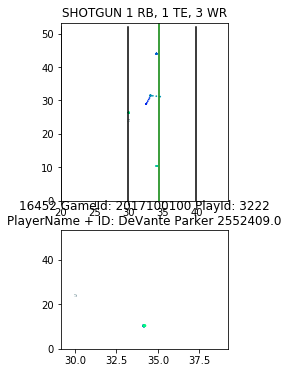 SHOTGUN 1 RB, 1 TE, 3 WR
50
40
30
20
10
0
20 25 30 35 40
16452 GameId: 2017100100 PlayId: 3222
PlayerName + ID: DeVante Parker 2552409.0
40
20
0
30.0 32.5 35.0 37.5